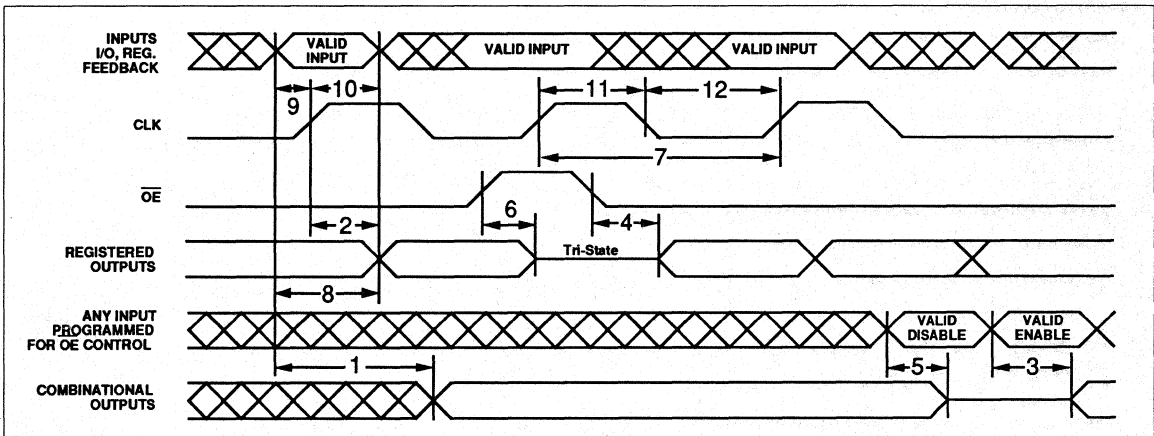 INPUTS
I/O, REG.
FEEDBACK
VALID
INPUT
VALID INPUT
VALID INPUT
9
10
11
12
CLK
7
OE
2
6
4
REGISTERED
OUTPUTS
Tri-State
8
ANY INPUT
PROGRAMMED
FOR OE CONTROL
VALID
DISABLE
VALID
ENABLE
1
5
3
COMBINATIONAL
OUTPUTS